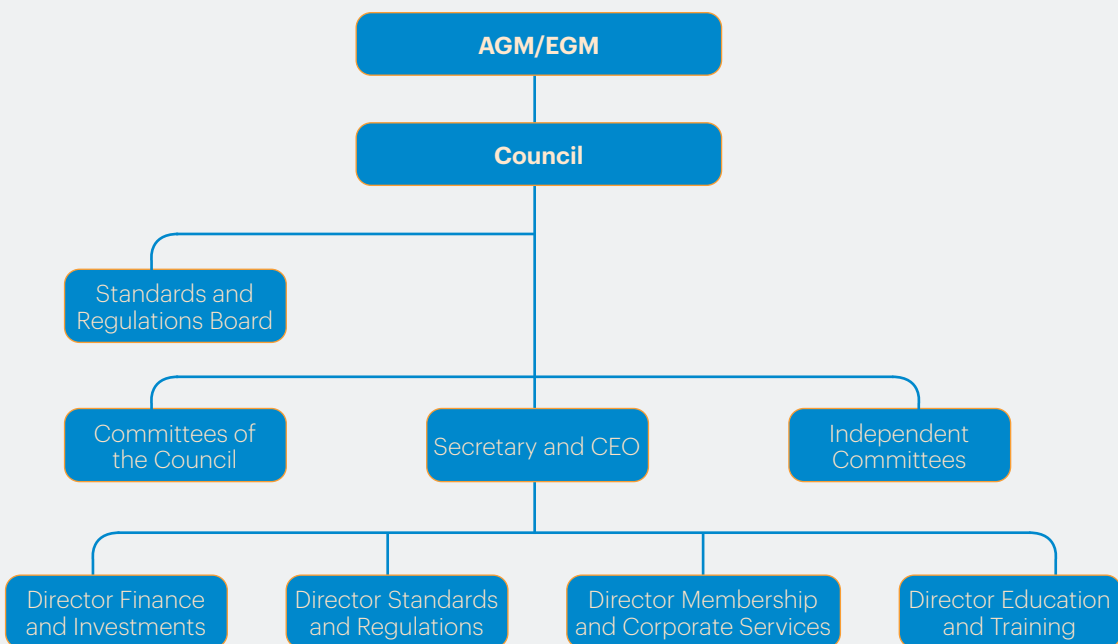 AGM/EGM
Council
Standards and
Regulations Board
Committees of
the Council
Secretary and CEO
Independent
Committees
Director Finance
and Investments
Director Standards
and Regulations
Director Membership
and Corporate Services
Director Education
and Training